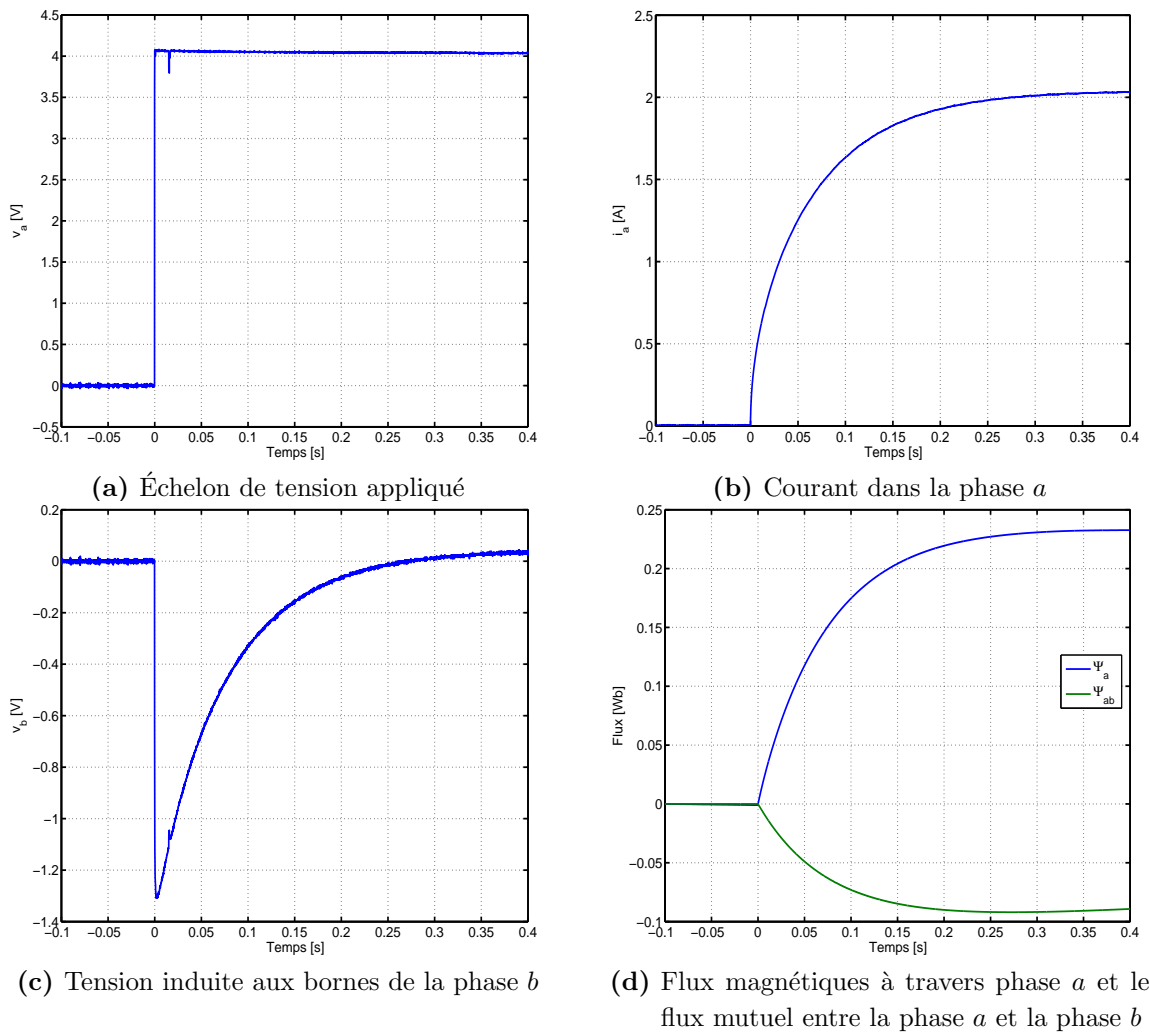 4.5
4
3.5
3
2.5
2
1.5
1
0.5
0
−0.5
v_a [V]
−0.1 −0.05 0 0.05 0.1 0.15 0.2 0.25 0.3 0.35 0.4
Temps [s]
(a) Échelon de tension appliqué
2.5
2
1.5
1
0.5
0
i_a [A]
−0.1 −0.05 0 0.05 0.1 0.15 0.2 0.25 0.3 0.35 0.4
Temps [s]
(b) Courant dans la phase a
0.2
0
−0.2
−0.4
−0.6
−0.8
−1
−1.2
−1.4
v_b [V]
−0.1 −0.05 0 0.05 0.1 0.15 0.2 0.25 0.3 0.35 0.4
Temps [s]
(c) Tension induite aux bornes de la phase b
0.25
0.2
0.15
0.1
0.05
0
−0.05
−0.1
Flux [Wb]
Ψ_a
Ψ_ab
−0.1 −0.05 0 0.05 0.1 0.15 0.2 0.25 0.3 0.35 0.4
Temps [s]
(d) Flux magnétiques à travers phase a et le
flux mutuel entre la phase a et la phase b